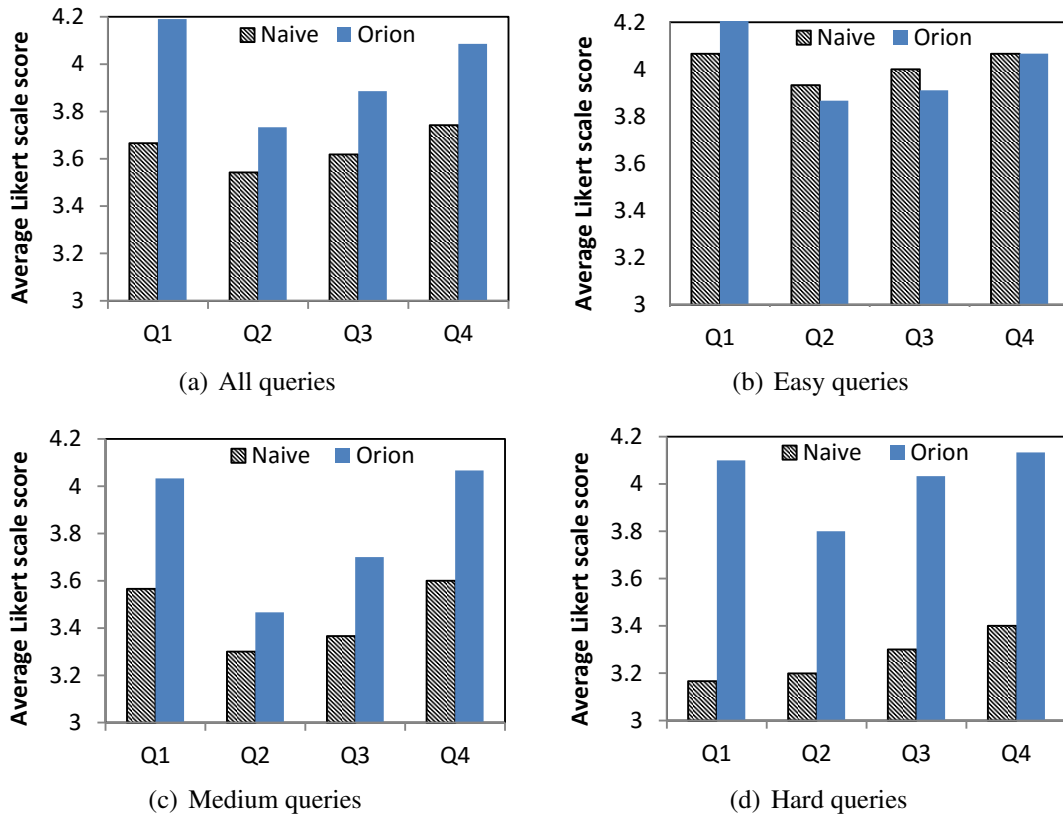 Average Likert scale score
4.2
4
3.8
3.6
3.4
3.2
3
Naive Orion
Q1 Q2 Q3 Q4
(a) All queries
Average Likert scale score
4.2
4
3.8
3.6
3.4
3.2
3
Naive Orion
Q1 Q2 Q3 Q4
(b) Easy queries
Average Likert scale score
4.2
4
3.8
3.6
3.4
3.2
3
Naive Orion
Q1 Q2 Q3 Q4
(c) Medium queries
Average Likert scale score
4.2
4
3.8
3.6
3.4
3.2
3
Naive Orion
Q1 Q2 Q3 Q4
(d) Hard queries